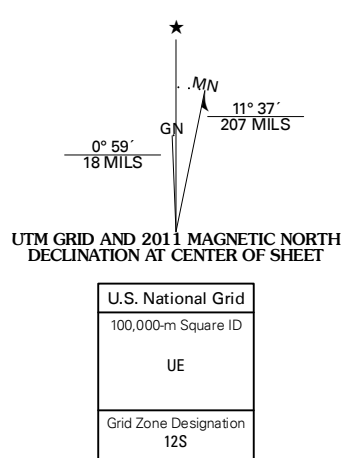 ★
MN
GN
11° 37´
207 MILS
0° 59´
18 MILS
UTM GRID AND 2011 MAGNETIC NORTH
DECLINATION AT CENTER OF SHEET
U.S. National Grid
100,000-m Square ID
UE
Grid Zone Designation
12S